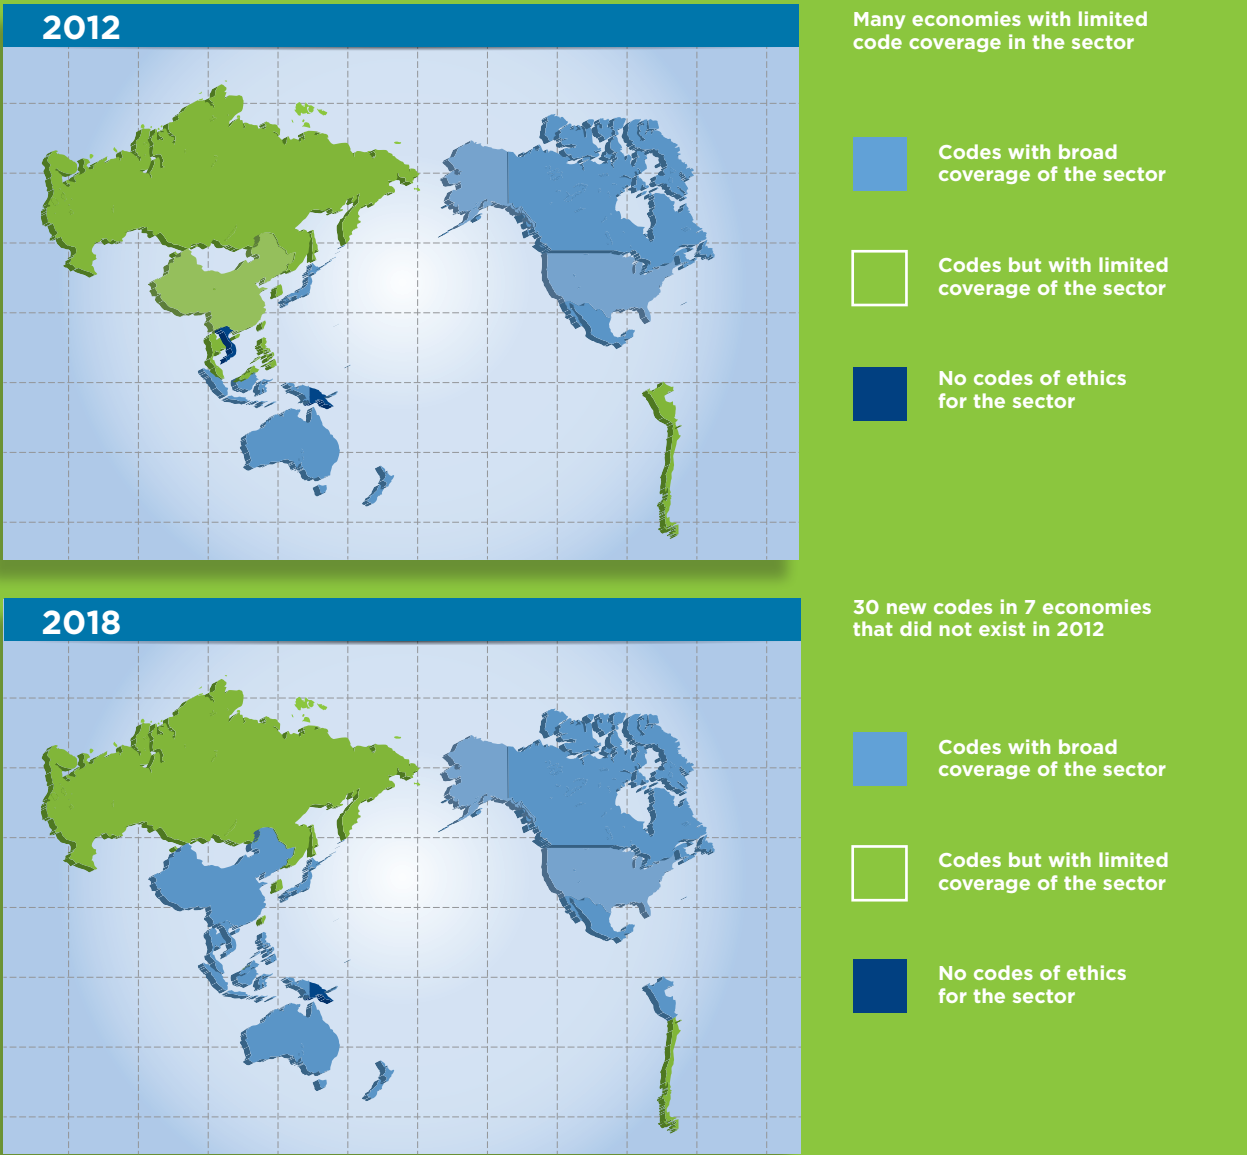 2012
Many economies with limited
code coverage in the sector
Codes with broad
coverage of the sector
Codes but with limited
coverage of the sector
No codes of ethics
for the sector
2018
30 new codes in 7 economies
that did not exist in 2012
Codes with broad
coverage of the sector
Codes but with limited
coverage of the sector
No codes of ethics
for the sector